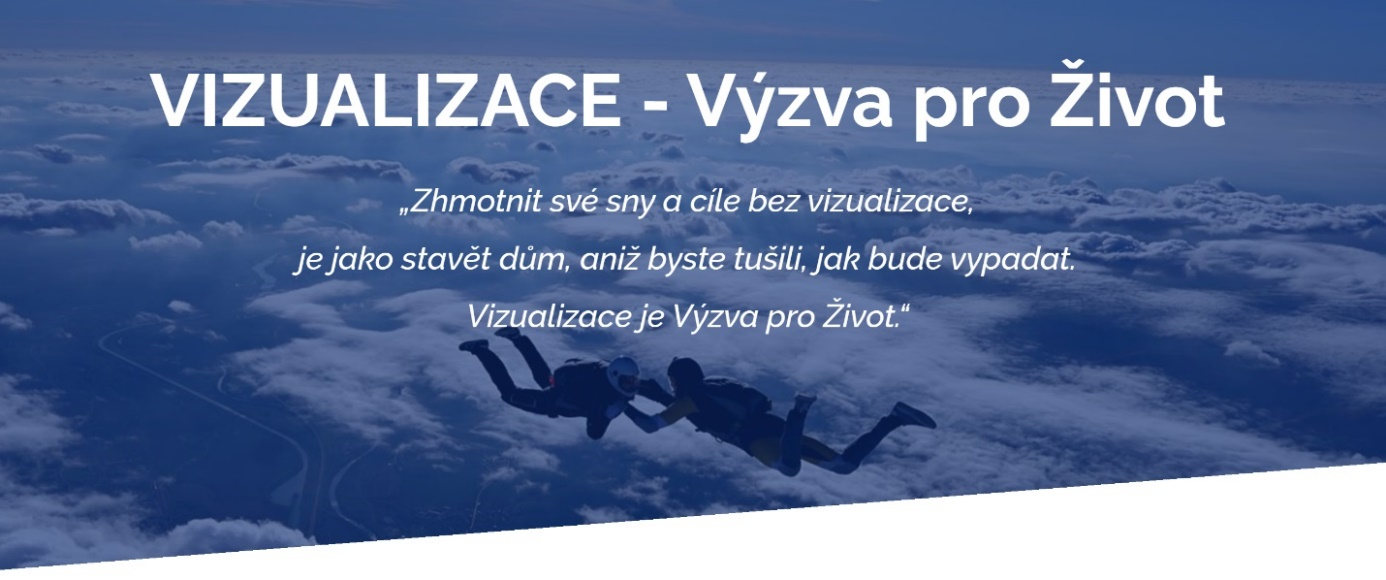 VIZUALIZACE - Výzva pro Život
„Zhmotnit své sny a cíle bez vizualizace,
je jako stavět dům, aniž byste tušili, jak bude vypadat.
Vizualizace je Výzva pro Život.“